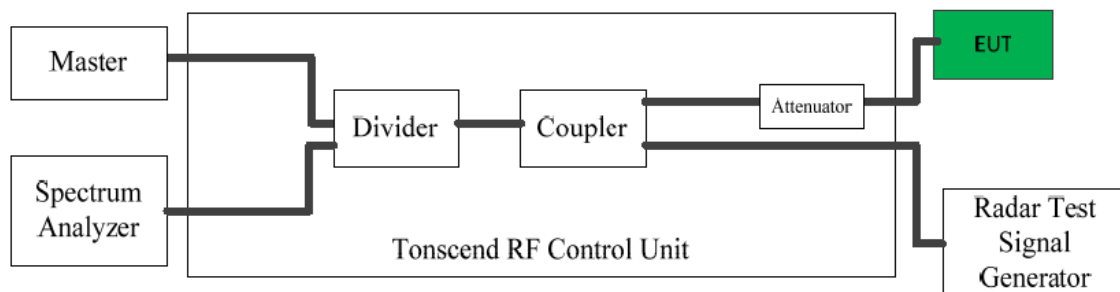 Master
EUT
Attenuator
Divider
Coupler
Spectrum
Analyzer
Radar Test
Signal
Generator
Tonscend RF Control Unit